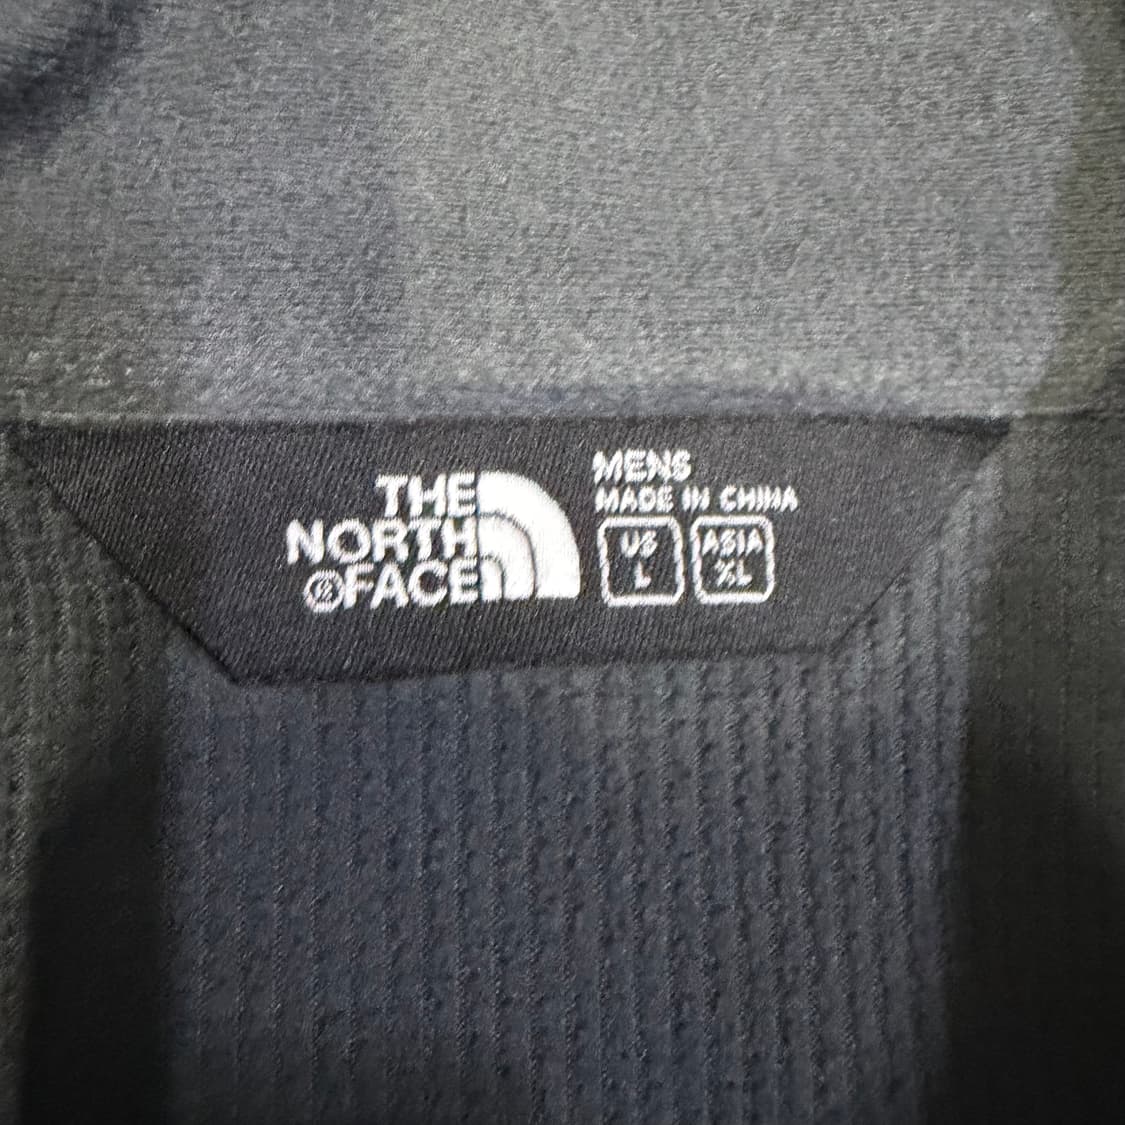 THE
NORTH
®FACE
MENS
MADE IN CHINA
US
L
ASIA
XL